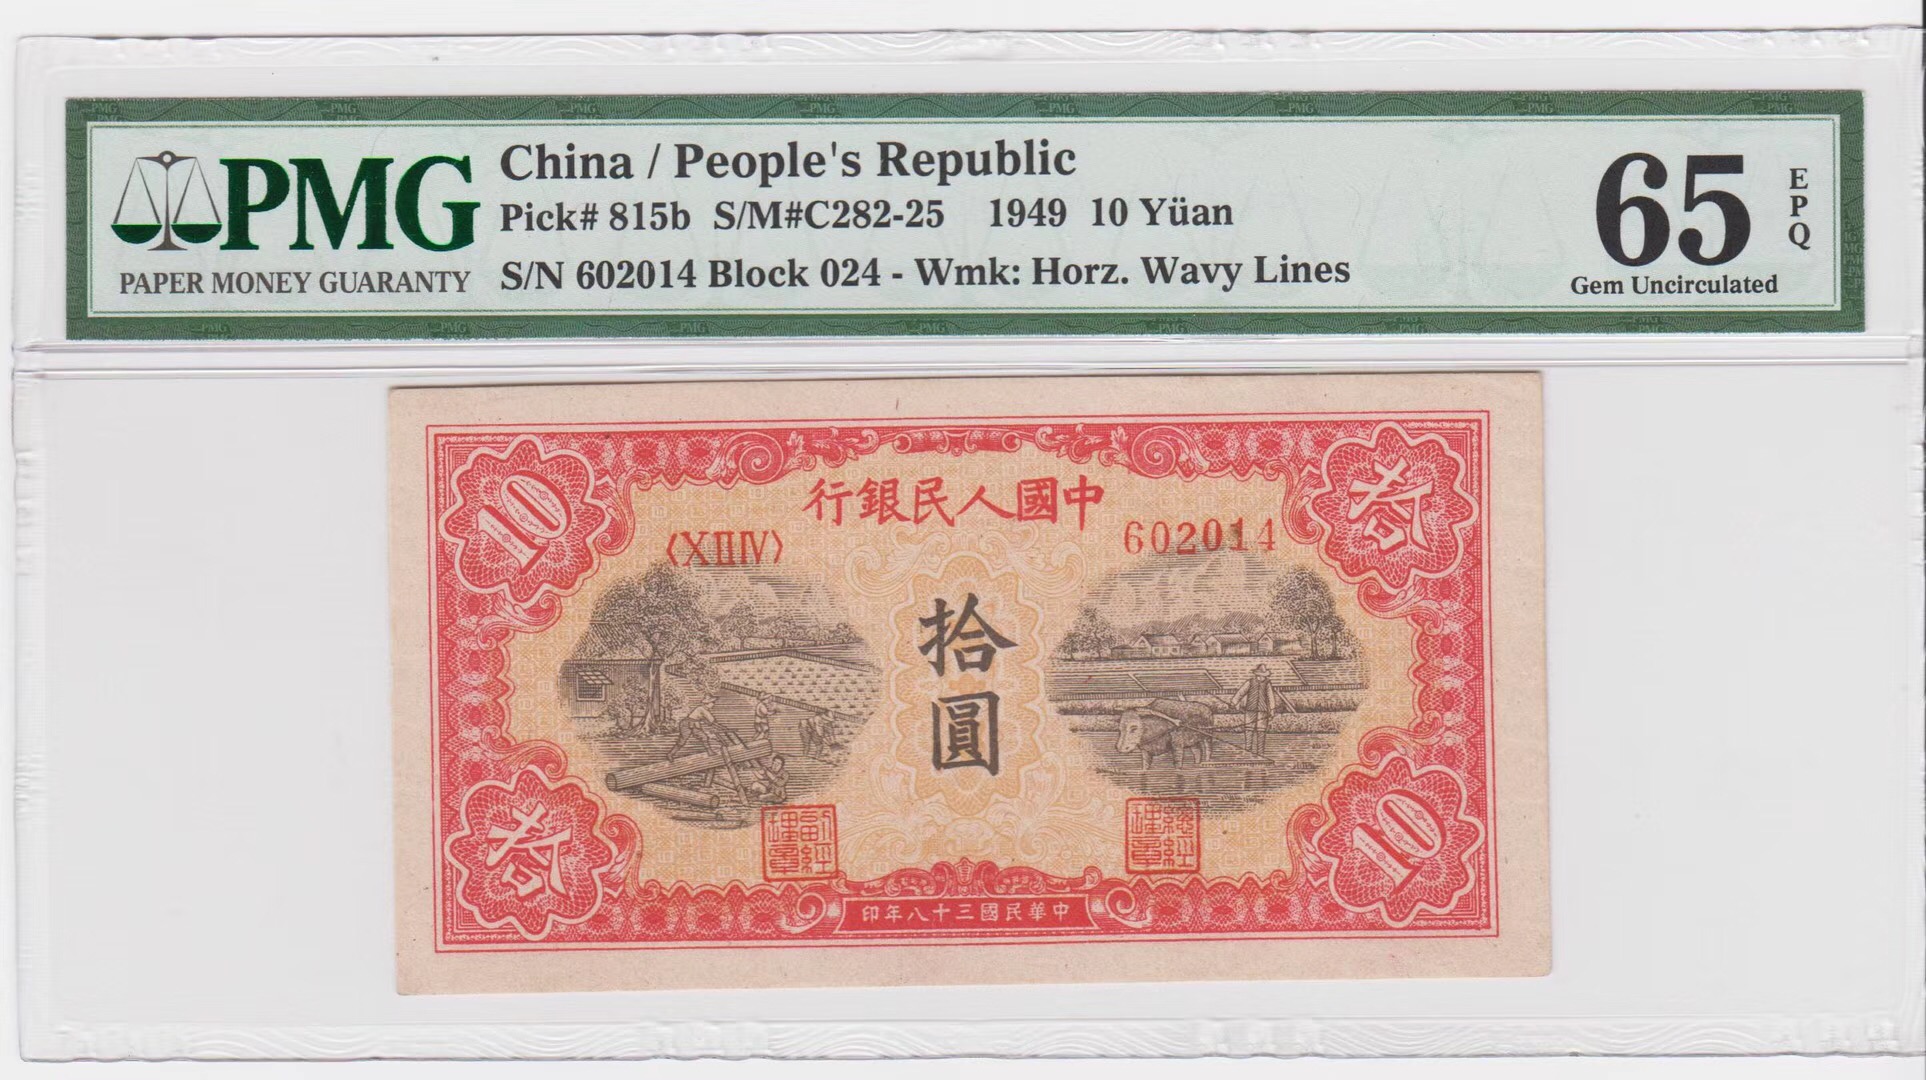 PMG
PAPER MONEY GUARANTY
China / People's Republic
Pick# 815b S/M#C282-25 1949 10 Yüan
S/N 602014 Block 024 - Wmk: Horz. Wavy Lines
65
EPQ
Gem Uncirculated
行銀民人國中
〈XIIIV〉
602014
10
拾
拾
圓
拾
10
印年八十三國民華中